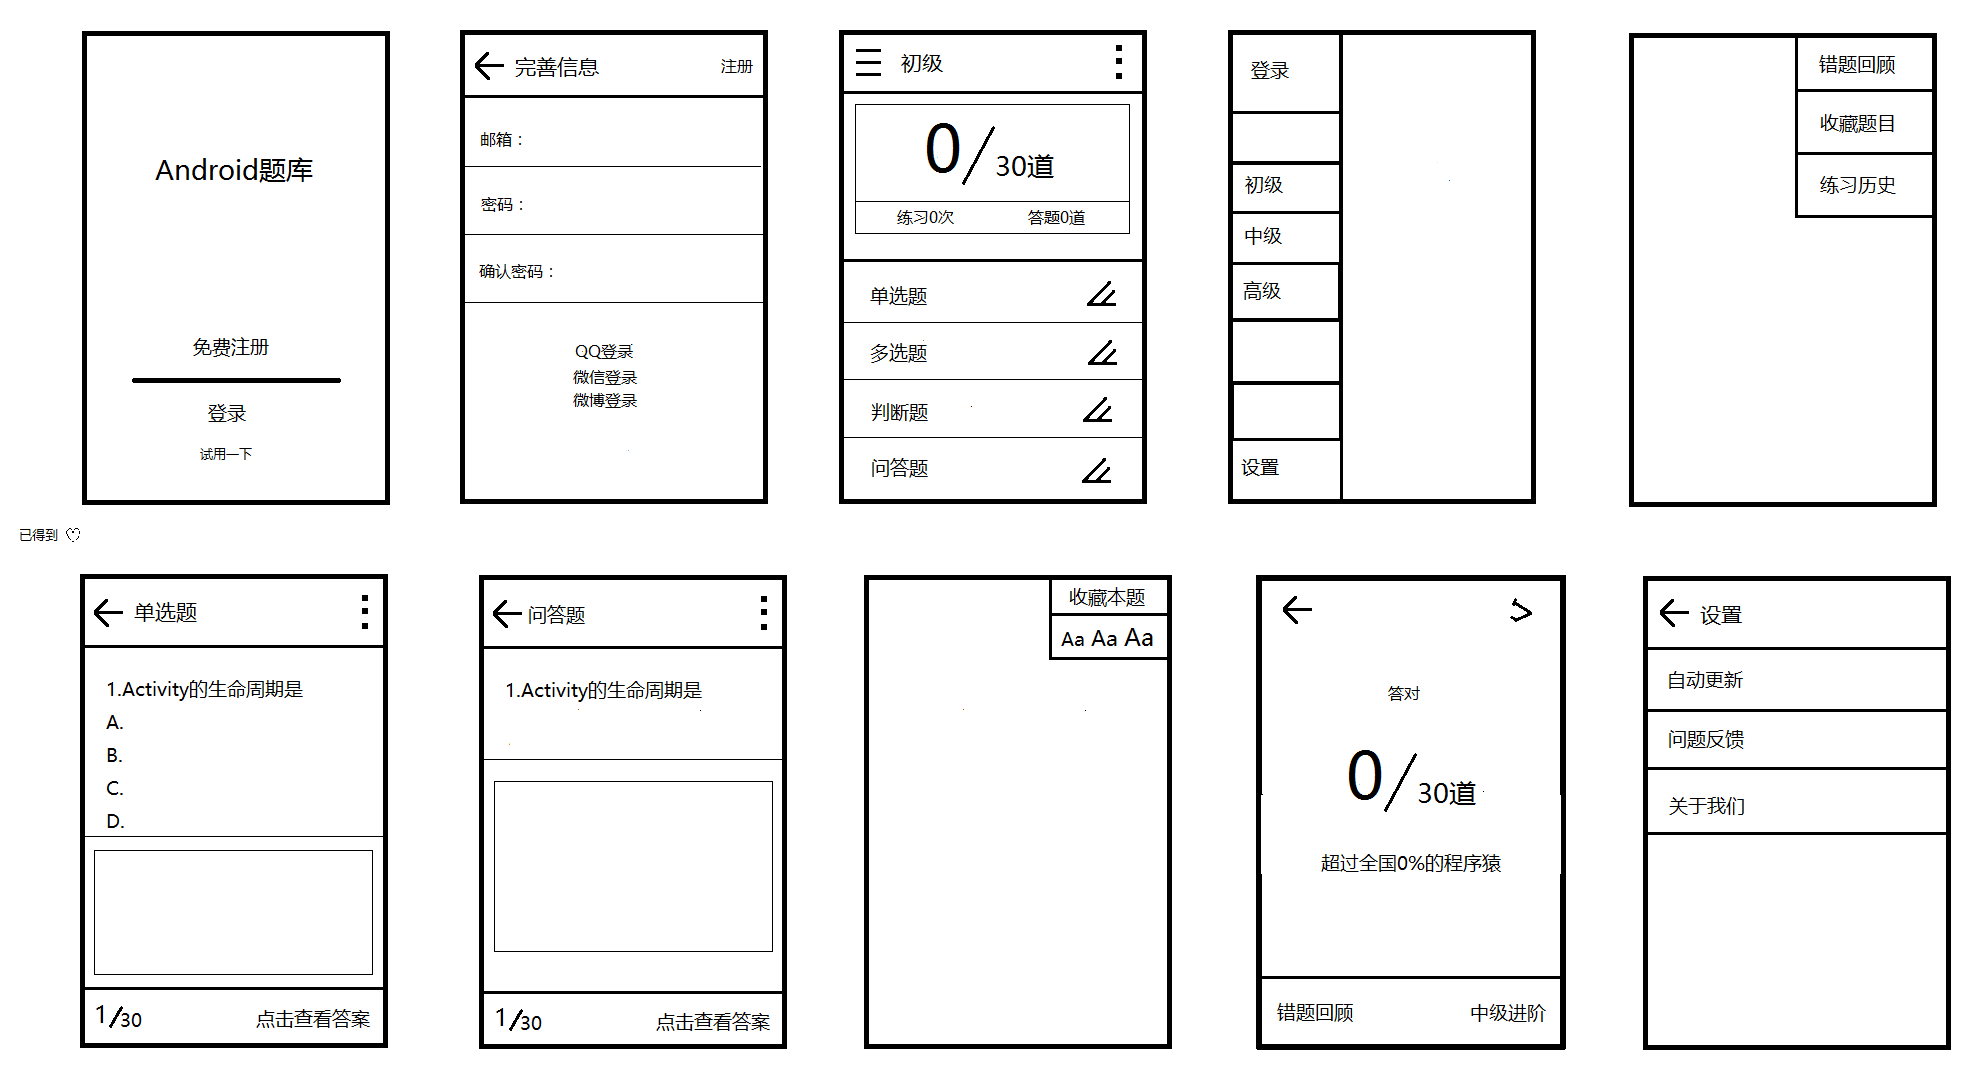 Android题库
免费注册
登录
试用一下
完善信息
注册
邮箱：
密码：
确认密码：
QQ登录
微信登录
微博登录
初级
0/30道
练习0次 答题0道
单选题
多选题
判断题
问答题
登录
初级
中级
高级
设置
错题回顾
收藏题目
练习历史
已得到
单选题
1.Activity的生命周期是
A.
B.
C.
D.
1/30 点击查看答案
问答题
1.Activity的生命周期是
1/30 点击查看答案
收藏本题
Aa Aa Aa
答对
0/30道
超过全国0%的程序猿
错题回顾 中级进阶
设置
自动更新
问题反馈
关于我们